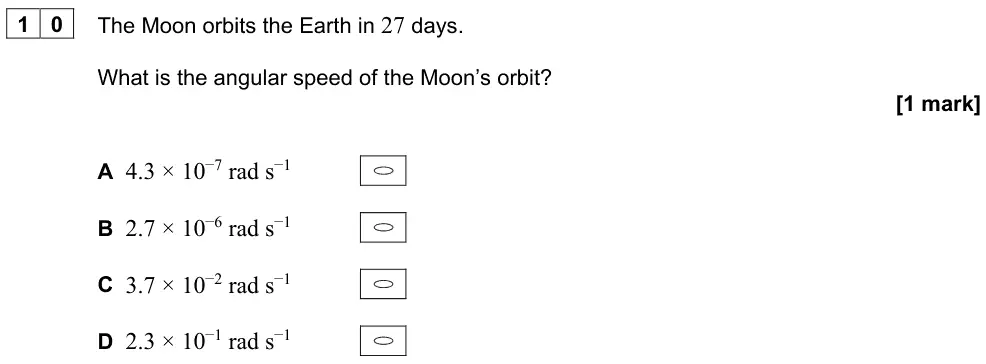 1 0 The Moon orbits the Earth in 27 days.
What is the angular speed of the Moon’s orbit?
[1 mark]
A 4.3 × 10⁻⁷ rad s⁻¹
B 2.7 × 10⁻⁶ rad s⁻¹
C 3.7 × 10⁻² rad s⁻¹
D 2.3 × 10⁻¹ rad s⁻¹